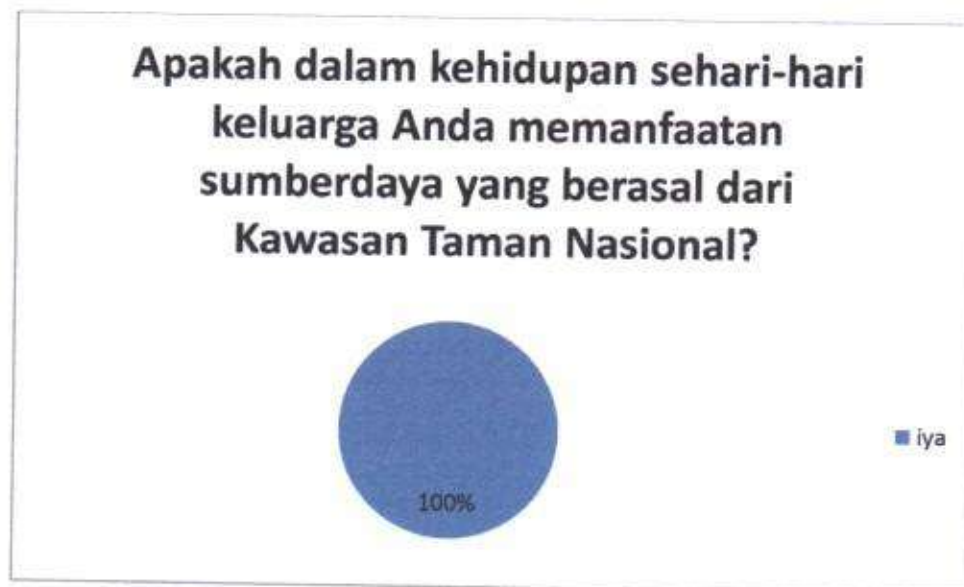 Apakah dalam kehidupan sehari-hari
keluarga Anda memanfaatan
sumberdaya yang berasal dari
Kawasan Taman Nasional?
iya
100%